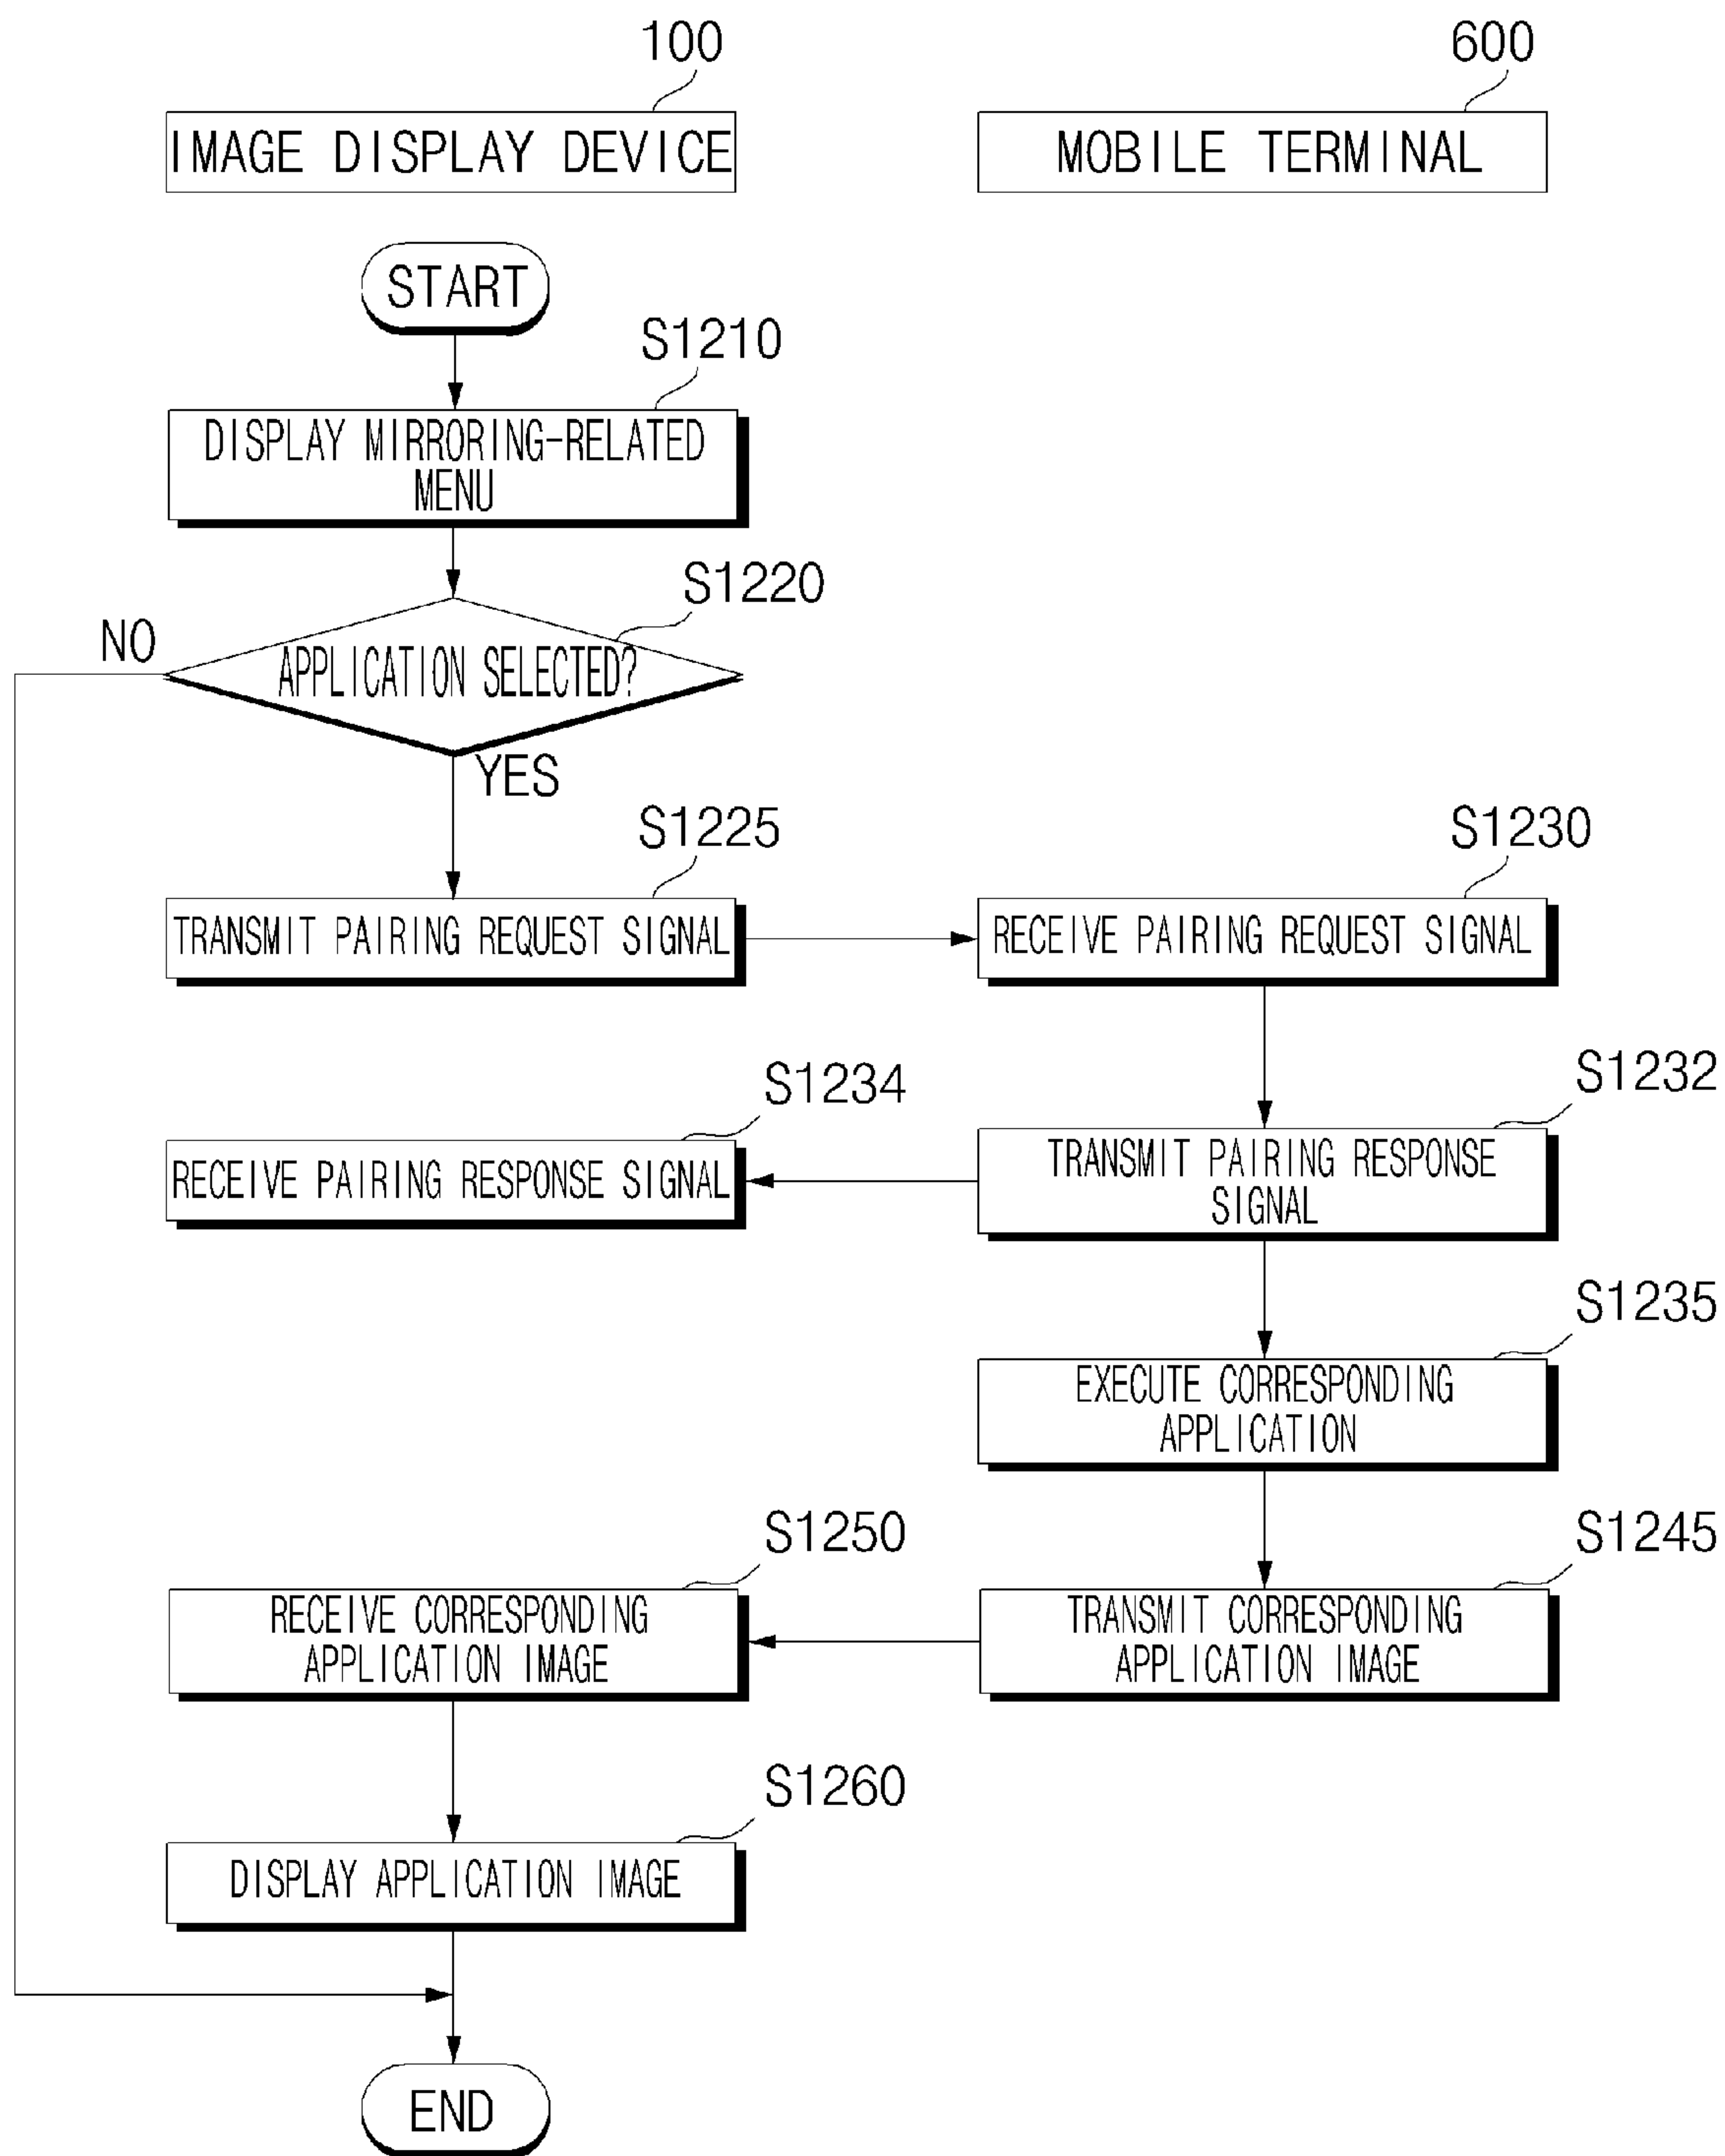 100
600
IMAGE DISPLAY DEVICE
MOBILE TERMINAL
START
S1210
DISPLAY MIRRORING-RELATED
MENU
S1220
NO
APPLICATION SELECTED?
YES
S1225
S1230
TRANSMIT PAIRING REQUEST SIGNAL
RECEIVE PAIRING REQUEST SIGNAL
S1234
S1232
RECEIVE PAIRING RESPONSE SIGNAL
TRANSMIT PAIRING RESPONSE
SIGNAL
S1235
EXECUTE CORRESPONDING
APPLICATION
S1250
S1245
RECEIVE CORRESPONDING
APPLICATION IMAGE
TRANSMIT CORRESPONDING
APPLICATION IMAGE
S1260
DISPLAY APPLICATION IMAGE
END